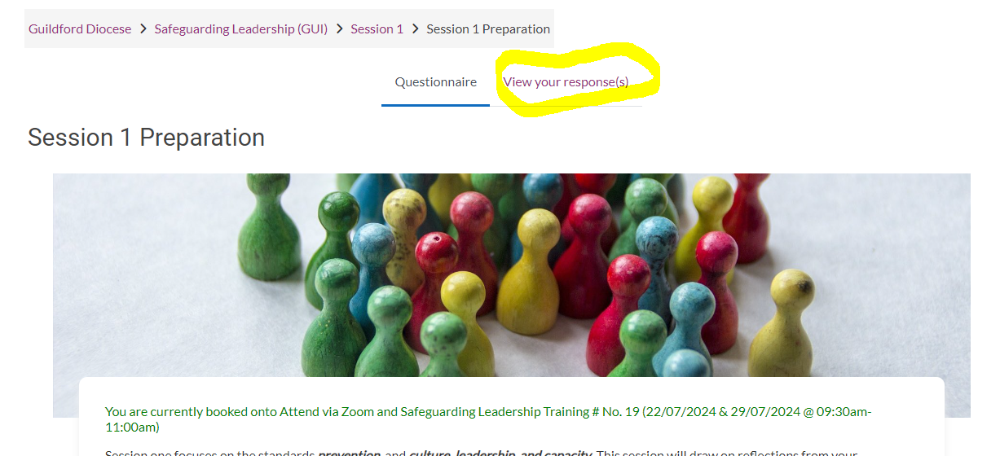 Guildford Diocese > Safeguarding Leadership (GUI) > Session 1 > Session 1 Preparation
Questionnaire View your response(s)
Session 1 Preparation
You are currently booked onto Attend via Zoom and Safeguarding Leadership Training # No. 19 (22/07/2024 & 29/07/2024 @ 09:30am-
11:00am)
Session one focuses on the standards prevention and culture, leadership, and capacity. This session will draw on reflections from your